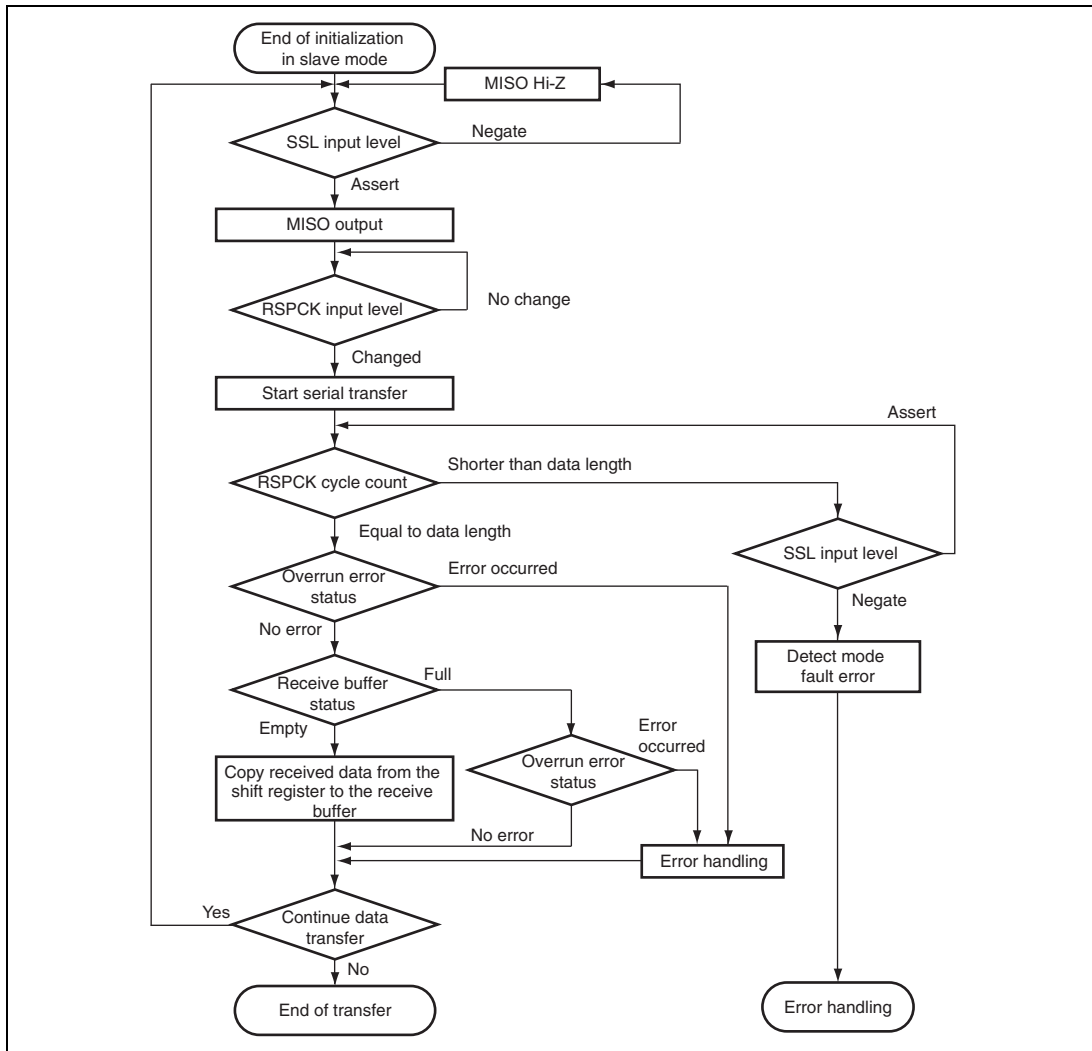 End of initialization
in slave mode
MISO Hi-Z
SSL input level
Negate
Assert
MISO output
RSPCK input level
No change
Changed
Start serial transfer
Assert
RSPCK cycle count
Shorter than data length
Equal to data length
SSL input level
Negate
Overrun error
status
Error occurred
No error
Detect mode
fault error
Receive buffer
status
Full
Empty
Error
occurred
Overrun error
status
Copy received data from the
shift register to the receive
buffer
No error
Error handling
Yes
Continue data
transfer
No
End of transfer
Error handling